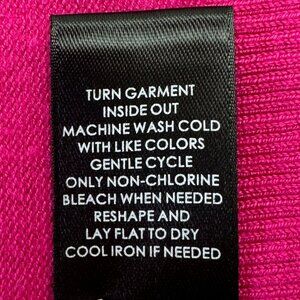 TURN GARMENT
INSIDE OUT
MACHINE WASH COLD
WITH LIKE COLORS
GENTLE CYCLE
ONLY NON-CHLORINE
BLEACH WHEN NEEDED
RESHAPE AND
LAY FLAT TO DRY
COOL IRON IF NEEDED